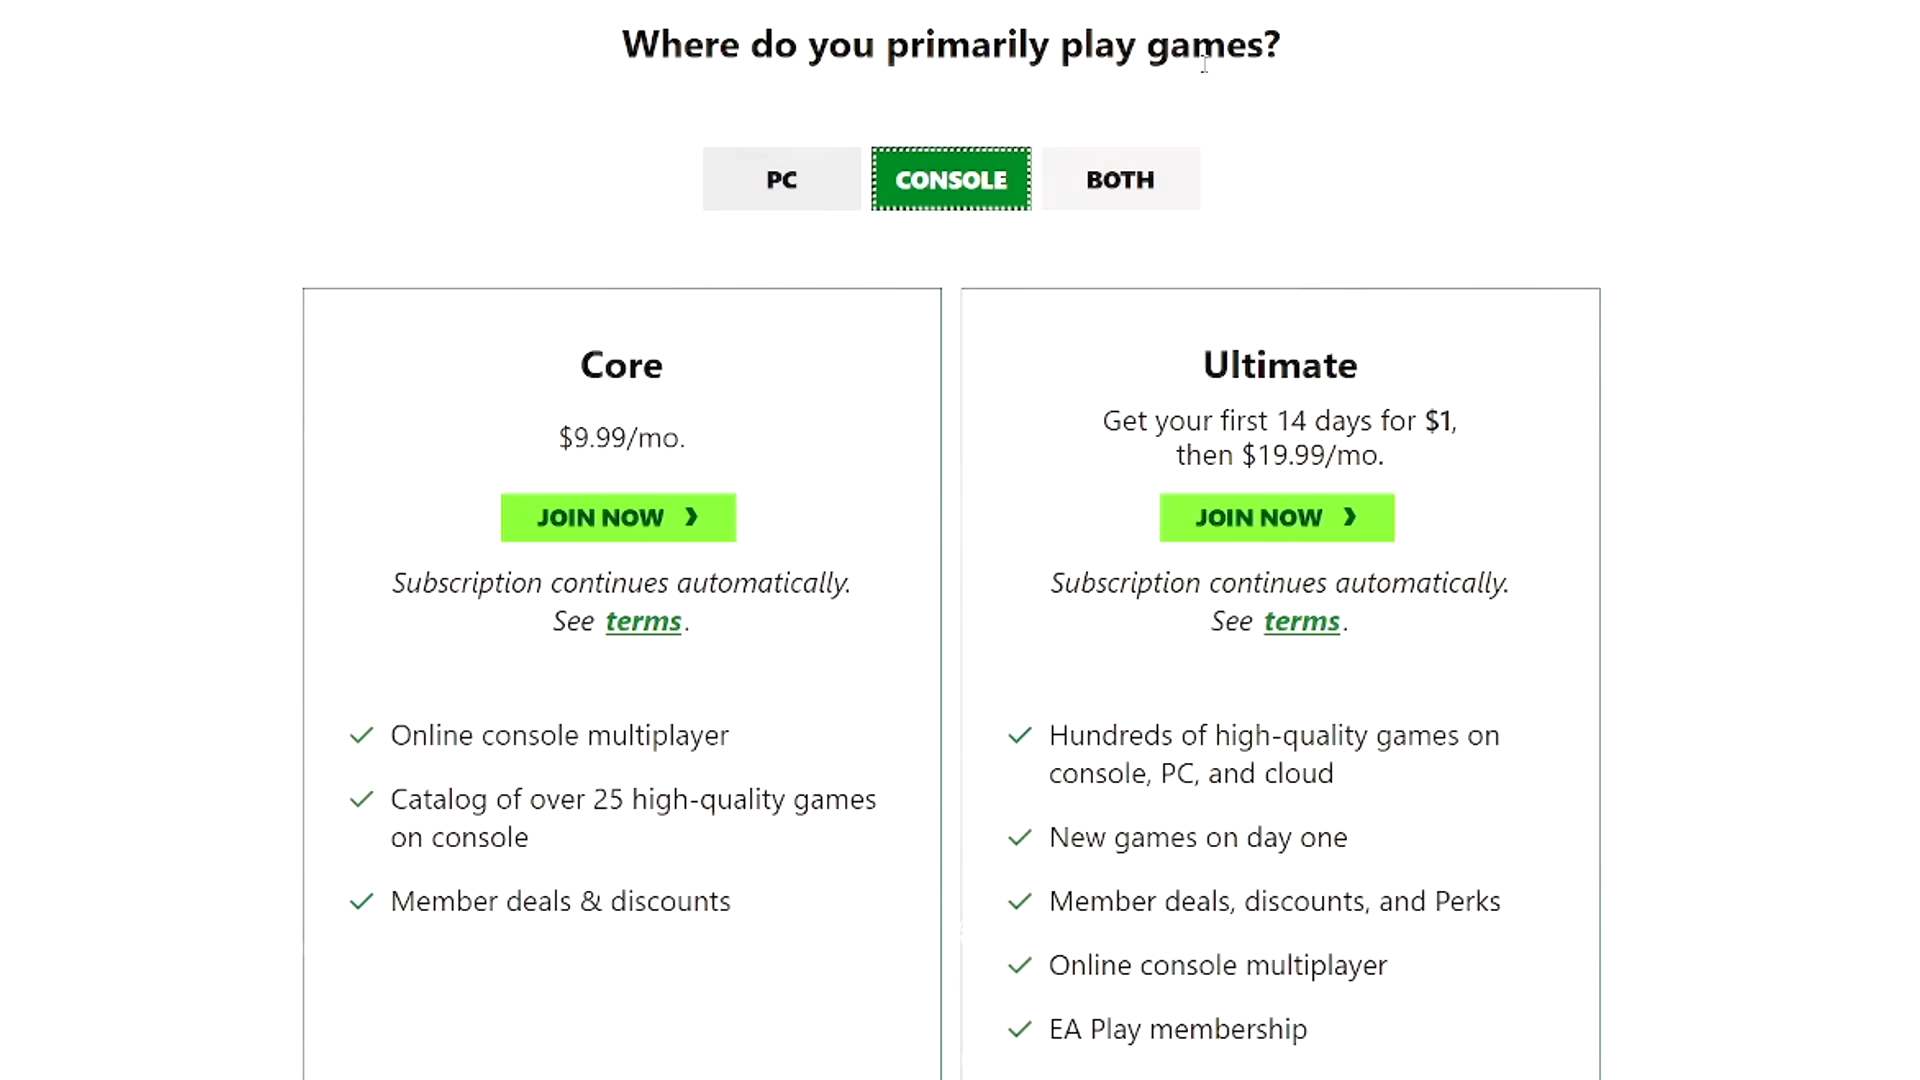 Where do you primarily play games?
PC
CONSOLE
BOTH
Core
$9.99/mo.
JOIN NOW
Subscription continues automatically.
See terms.
Online console multiplayer
Catalog of over 25 high-quality games
on console
Member deals & discounts
Ultimate
Get your first 14 days for $1,
then $19.99/mo.
JOIN NOW
Subscription continues automatically.
See terms.
Hundreds of high-quality games on
console, PC, and cloud
New games on day one
Member deals, discounts, and Perks
Online console multiplayer
EA Play membership